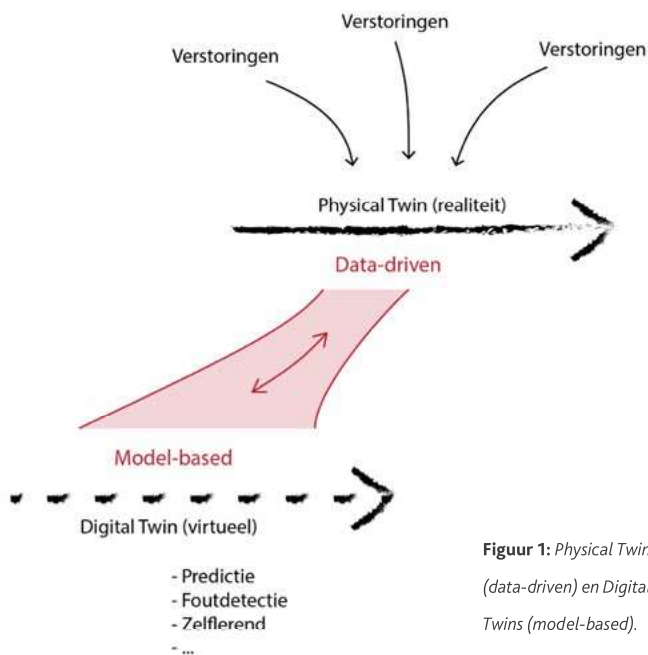 Verstoringen
Verstoringen
Verstoringen
Physical Twin (realiteit)
Data-driven
Model-based
Digital Twin (virtueel)
- Predictie
- Foutdetectie
- Zelflerend
- ...
Figuur 1: Physical Twin
(data-driven) en Digital
Twins (model-based).